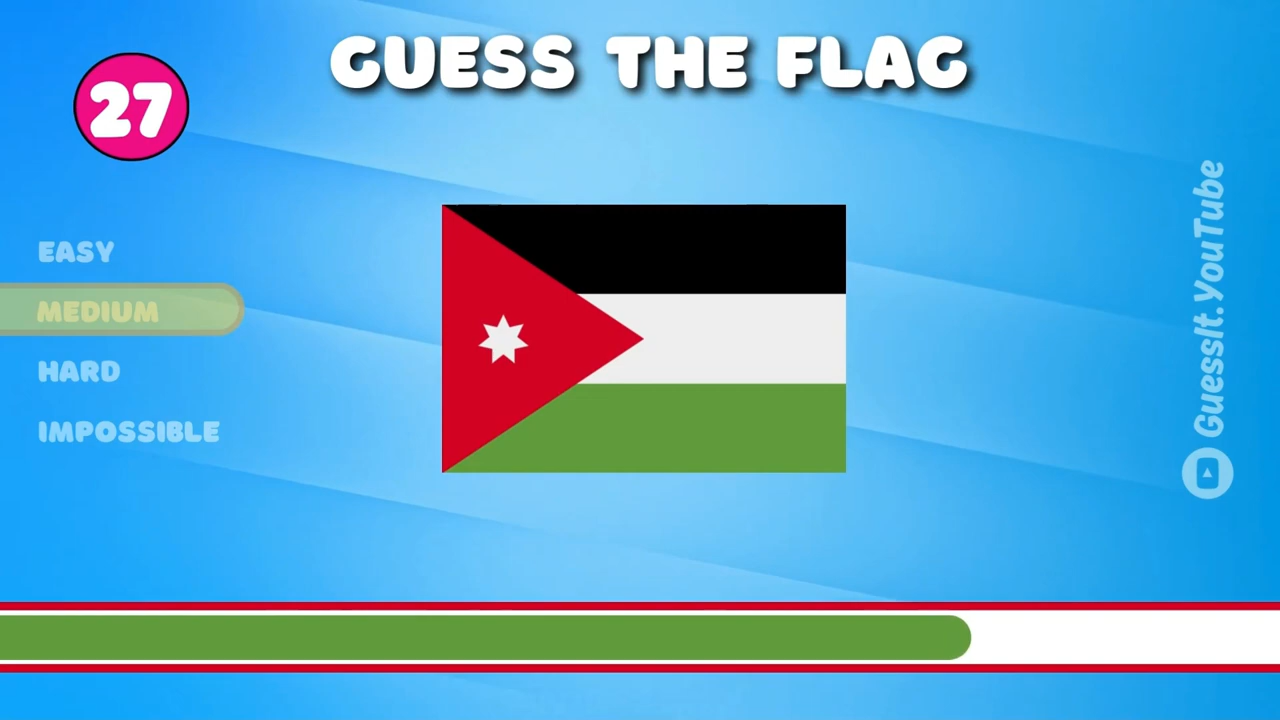 GUESS THE FLAG
27
EASY
MEDIUM
HARD
IMPOSSIBLE
GuessIt.YouTube